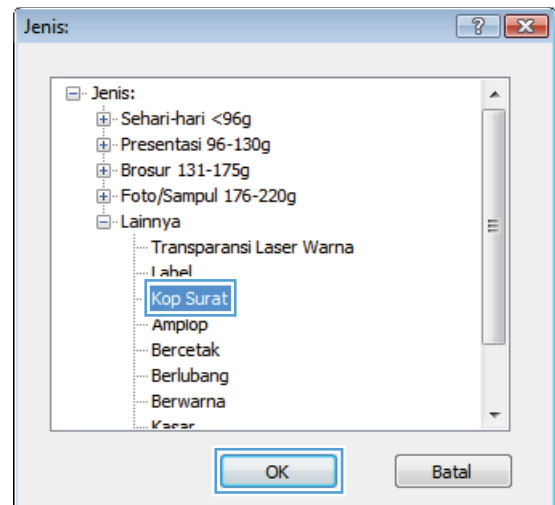 Jenis:
Jenis:
Sehari-hari <96g
Presentasi 96-130g
Brosur 131-175g
Foto/Sampul 176-220g
Lainnya
Transparansi Laser Warna
Label
Kop Surat
Amplop
Bercetak
Berlubang
Berwarna
Kasar
OK Batal